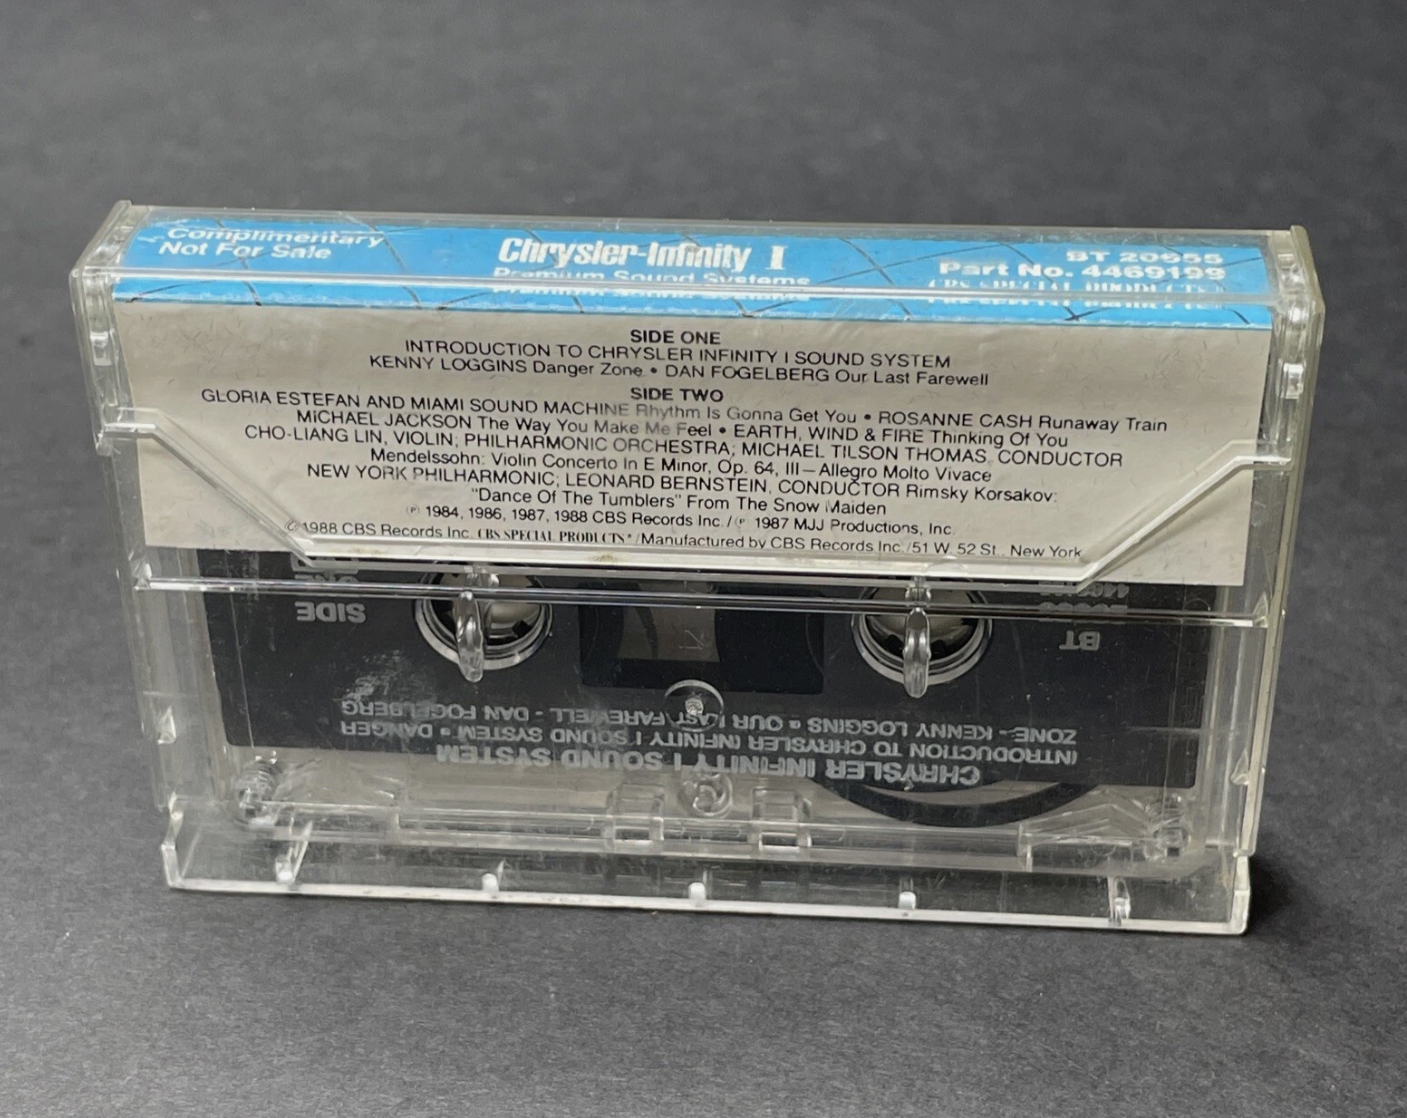 Complimentary
Not For Sale
Chrysler-Infinity I
Premium Sound Systems
BT 20655
Part No. 4469199
CBS SPECIAL PRODUCTS
SIDE ONE
INTRODUCTION TO CHRYSLER INFINITY I SOUND SYSTEM
KENNY LOGGINS Danger Zone • DAN FOGELBERG Our Last Farewell
SIDE TWO
GLORIA ESTEFAN AND MIAMI SOUND MACHINE Rhythm Is Gonna Get You • ROSANNE CASH Runaway Train
MICHAEL JACKSON The Way You Make Me Feel • EARTH, WIND & FIRE Thinking Of You
CHO-LIANG LIN, VIOLIN; PHILHARMONIC ORCHESTRA; MICHAEL TILSON THOMAS, CONDUCTOR
Mendelssohn: Violin Concerto In E Minor, Op. 64, III—Allegro Molto Vivace
NEW YORK PHILHARMONIC; LEONARD BERNSTEIN, CONDUCTOR Rimsky Korsakov:
"Dance Of The Tumblers" From The Snow Maiden
℗ 1984, 1986, 1987, 1988 CBS Records Inc./℗ 1987 MJJ Productions, Inc.
© 1988 CBS Records Inc. CBS SPECIAL PRODUCTS*/Manufactured by CBS Records Inc./51 W. 52 St., New York
CHRYSLER INFINITY I SOUND SYSTEM
INTRODUCTION TO CHRYSLER INFINITY I SOUND SYSTEM • DANGER
ZONE - KENNY LOGGINS • OUR LAST FAREWELL - DAN FOGELBERG
BT
SIDE
ONE